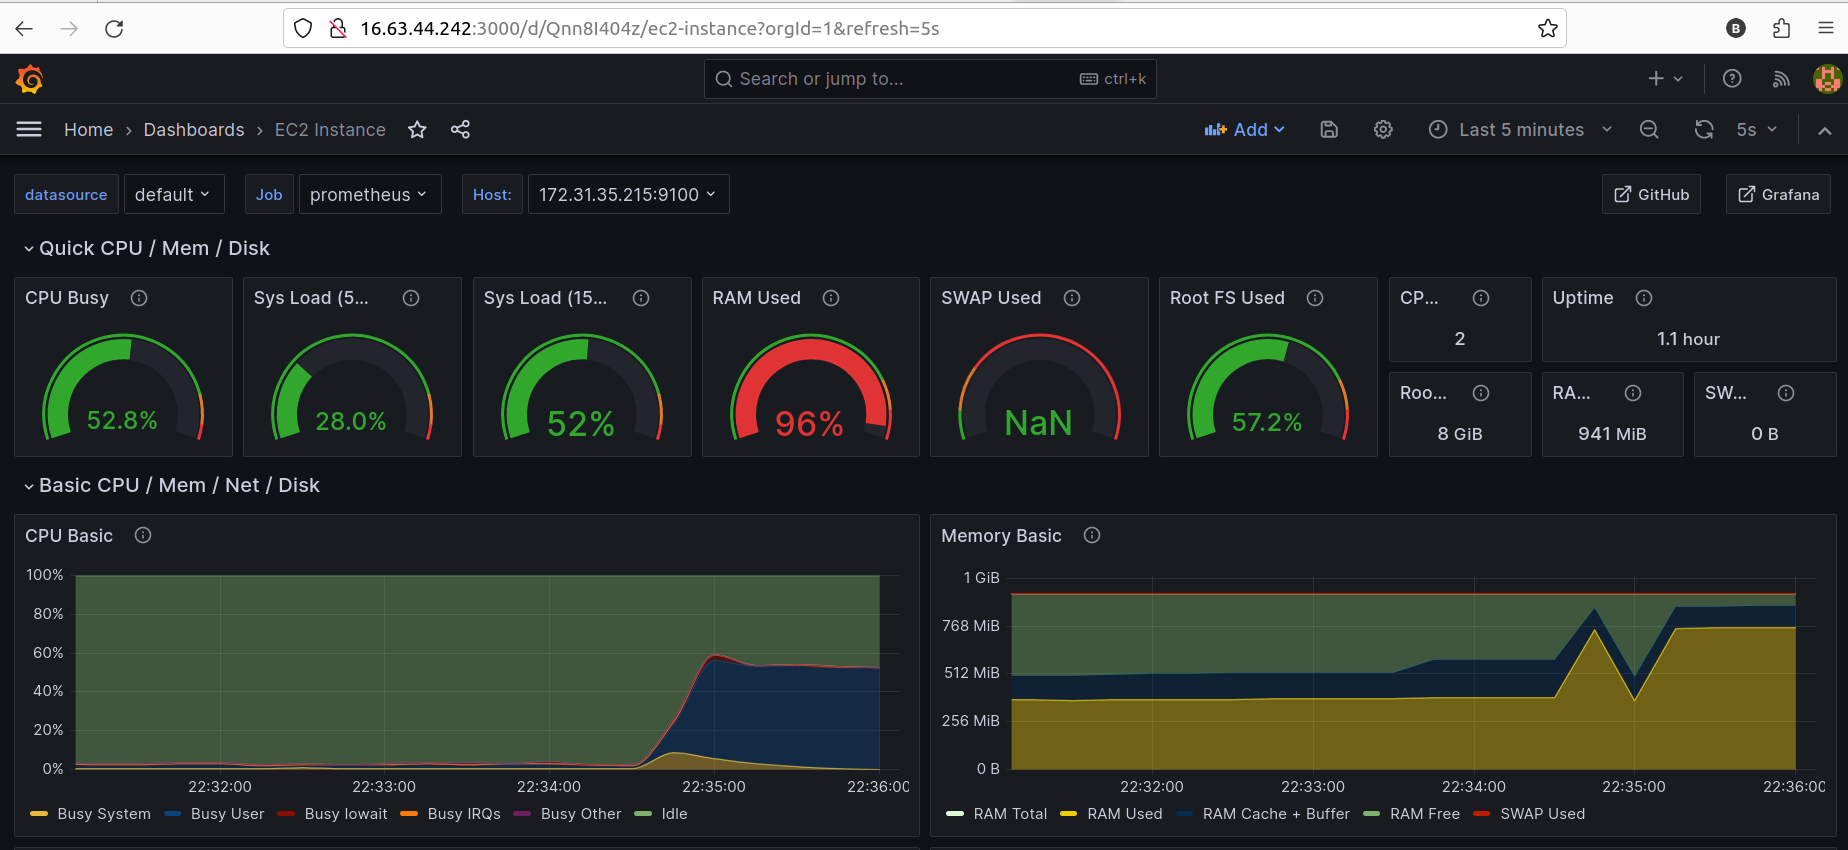 16.63.44.242:3000/d/Qnn8I404z/ec2-instance?orgId=1&refresh=5s
B
Search or jump to... ctrl+k
Home › Dashboards › EC2 Instance
Add Last 5 minutes 5s
datasource default Job prometheus Host: 172.31.35.215:9100 GitHub Grafana
Quick CPU / Mem / Disk
CPU Busy Sys Load (5... Sys Load (15... RAM Used SWAP Used Root FS Used CP... Uptime
2 1.1 hour
Roo... RA... SW...
52.8% 28.0% 52% 96% NaN 57.2% 8 GiB 941 MiB 0 B
Basic CPU / Mem / Net / Disk
CPU Basic
100%
80%
60%
40%
20%
0%
22:32:00 22:33:00 22:34:00 22:35:00 22:36:00
Busy System Busy User Busy Iowait Busy IRQs Busy Other Idle
Memory Basic
1 GiB
768 MiB
512 MiB
256 MiB
0 B
22:32:00 22:33:00 22:34:00 22:35:00 22:36:00
RAM Total RAM Used RAM Cache + Buffer RAM Free SWAP Used